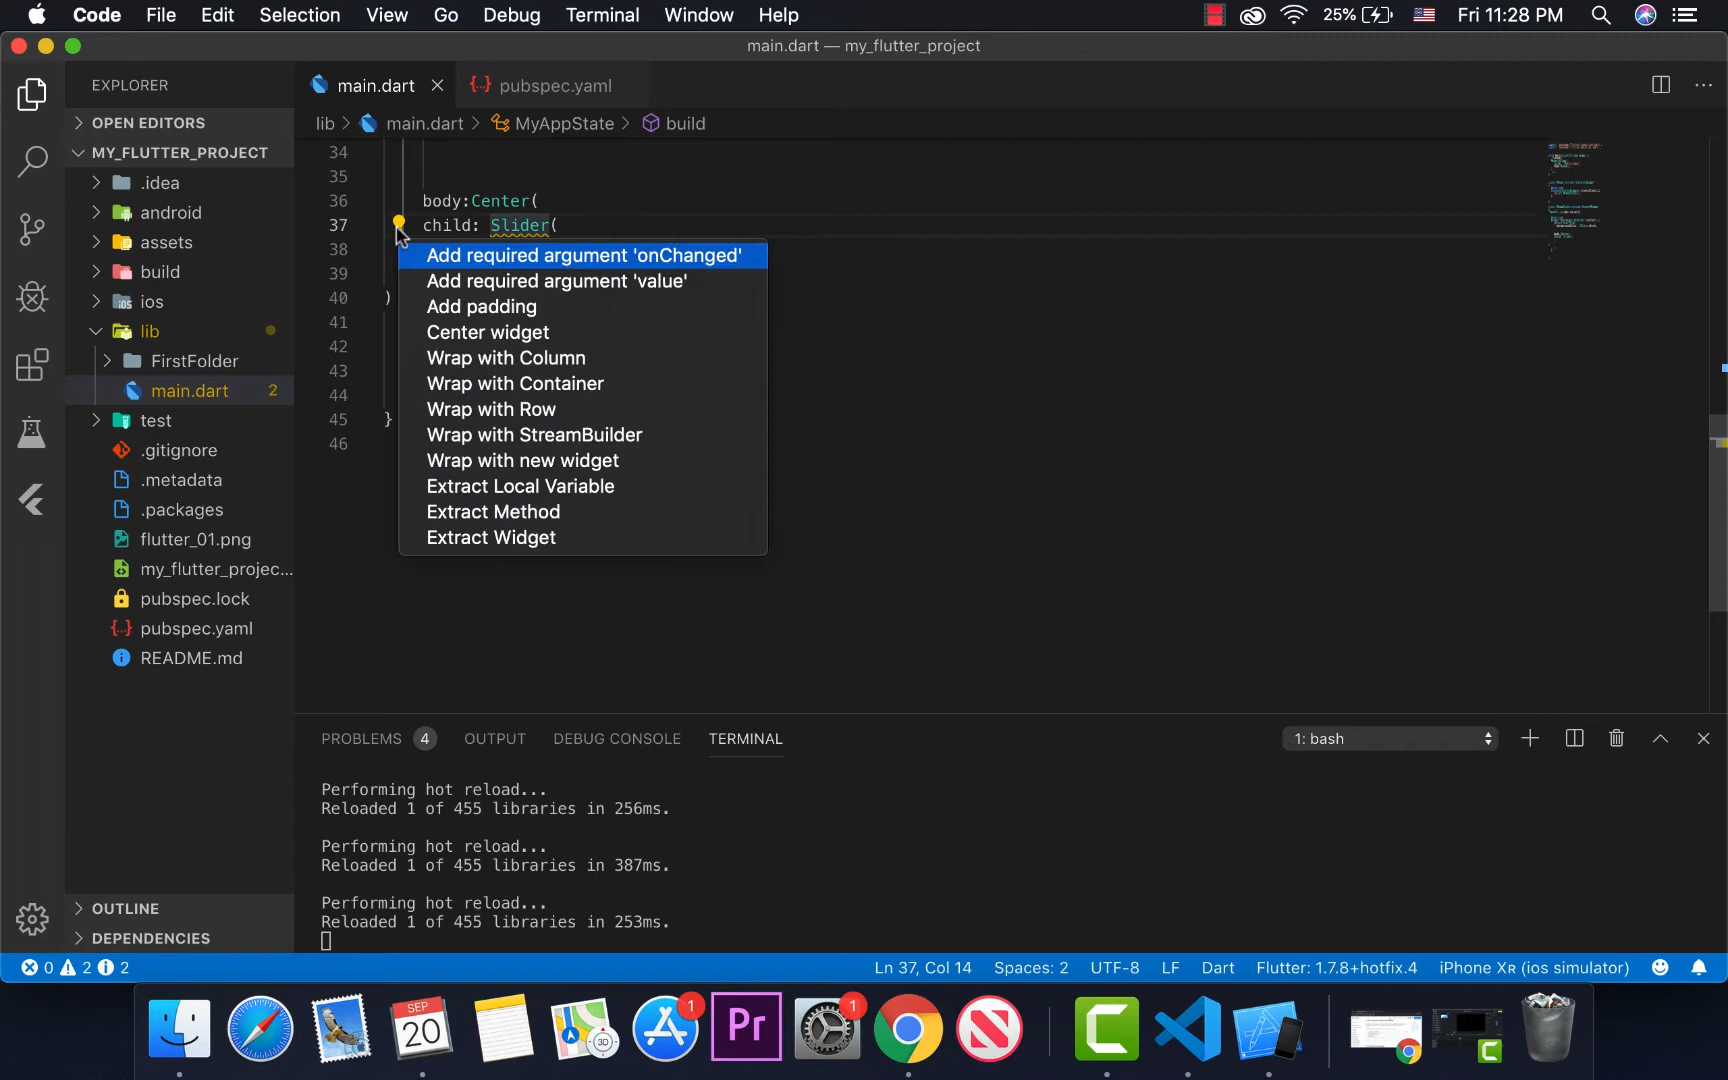 Code File Edit Selection View Go Debug Terminal Window Help 25% Fri 11:28 PM
main.dart — my_flutter_project
EXPLORER
main.dart
pubspec.yaml
OPEN EDITORS
lib > main.dart > MyAppState > build
MY_FLUTTER_PROJECT
.idea
android
assets
build
iOS ios
lib
FirstFolder
main.dart 2
test
.gitignore
.metadata
.packages
flutter_01.png
my_flutter_projec...
pubspec.lock
pubspec.yaml
README.md
OUTLINE
DEPENDENCIES
34
35
36 body:Center(
37 child: Slider(
38
39
40 )
41
42
43
44
45 }
46
Add required argument 'onChanged'
Add required argument 'value'
Add padding
Center widget
Wrap with Column
Wrap with Container
Wrap with Row
Wrap with StreamBuilder
Wrap with new widget
Extract Local Variable
Extract Method
Extract Widget
PROBLEMS 4 OUTPUT DEBUG CONSOLE TERMINAL 1: bash
Performing hot reload...
Reloaded 1 of 455 libraries in 256ms.
Performing hot reload...
Reloaded 1 of 455 libraries in 387ms.
Performing hot reload...
Reloaded 1 of 455 libraries in 253ms.
0 2 2 Ln 37, Col 14 Spaces: 2 UTF-8 LF Dart Flutter: 1.7.8+hotfix.4 iPhone XR (ios simulator)
SEP
20
3D
1
Pr
1